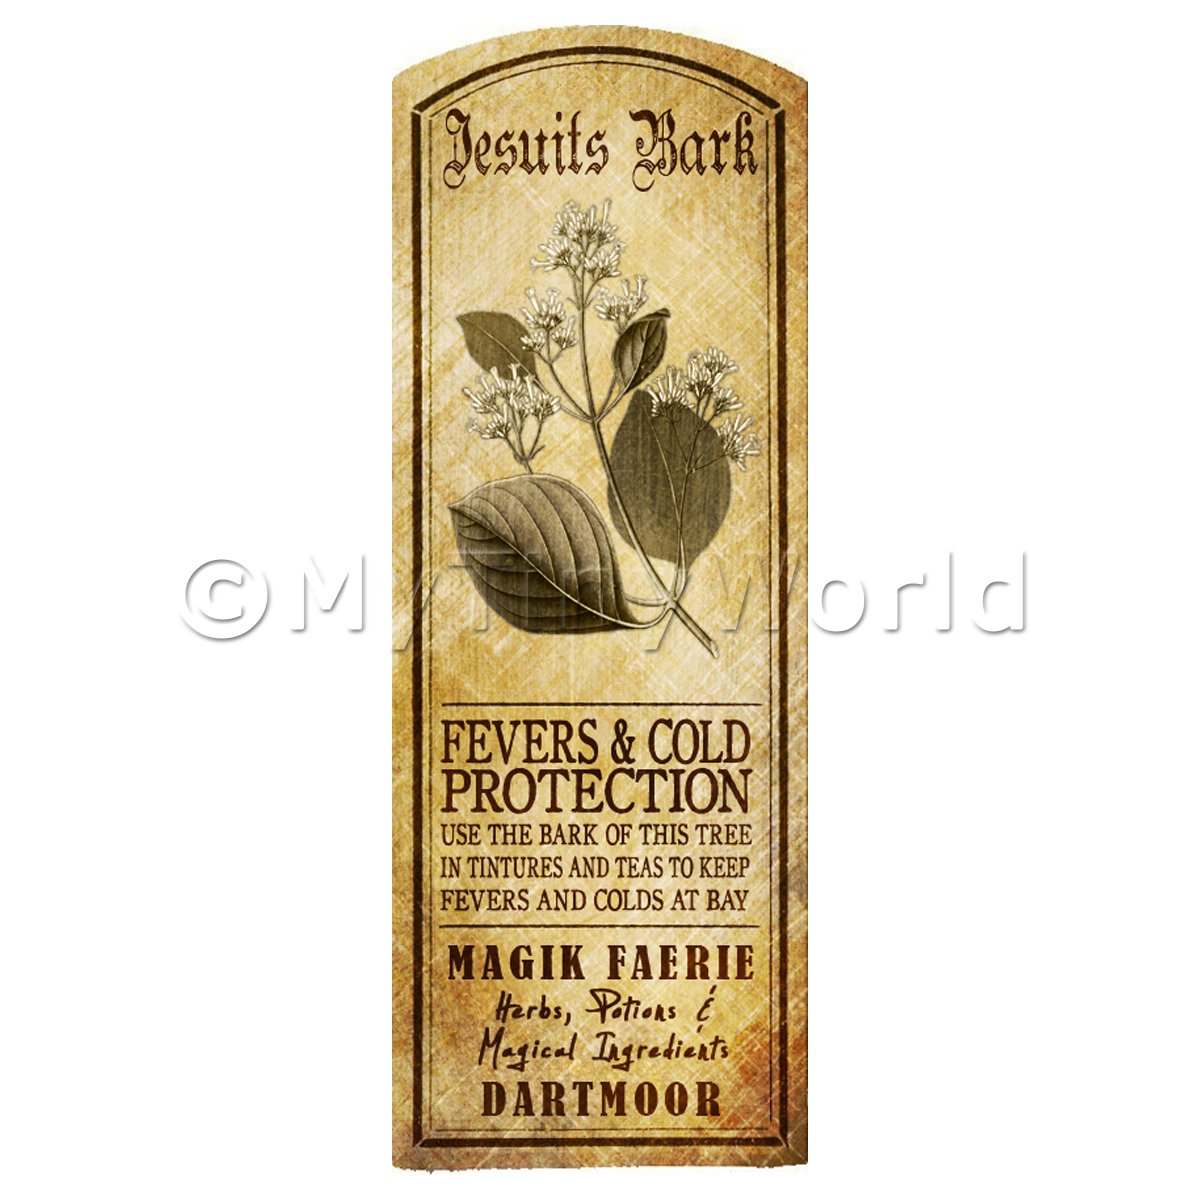 Jesuits Bark
©MyTinyWorld
FEVERS & COLD
PROTECTION
USE THE BARK OF THIS TREE
IN TINTURES AND TEAS TO KEEP
FEVERS AND COLDS AT BAY
MAGIK FAERIE
Herbs, Potions &
Magical Ingredients
DARTMOOR